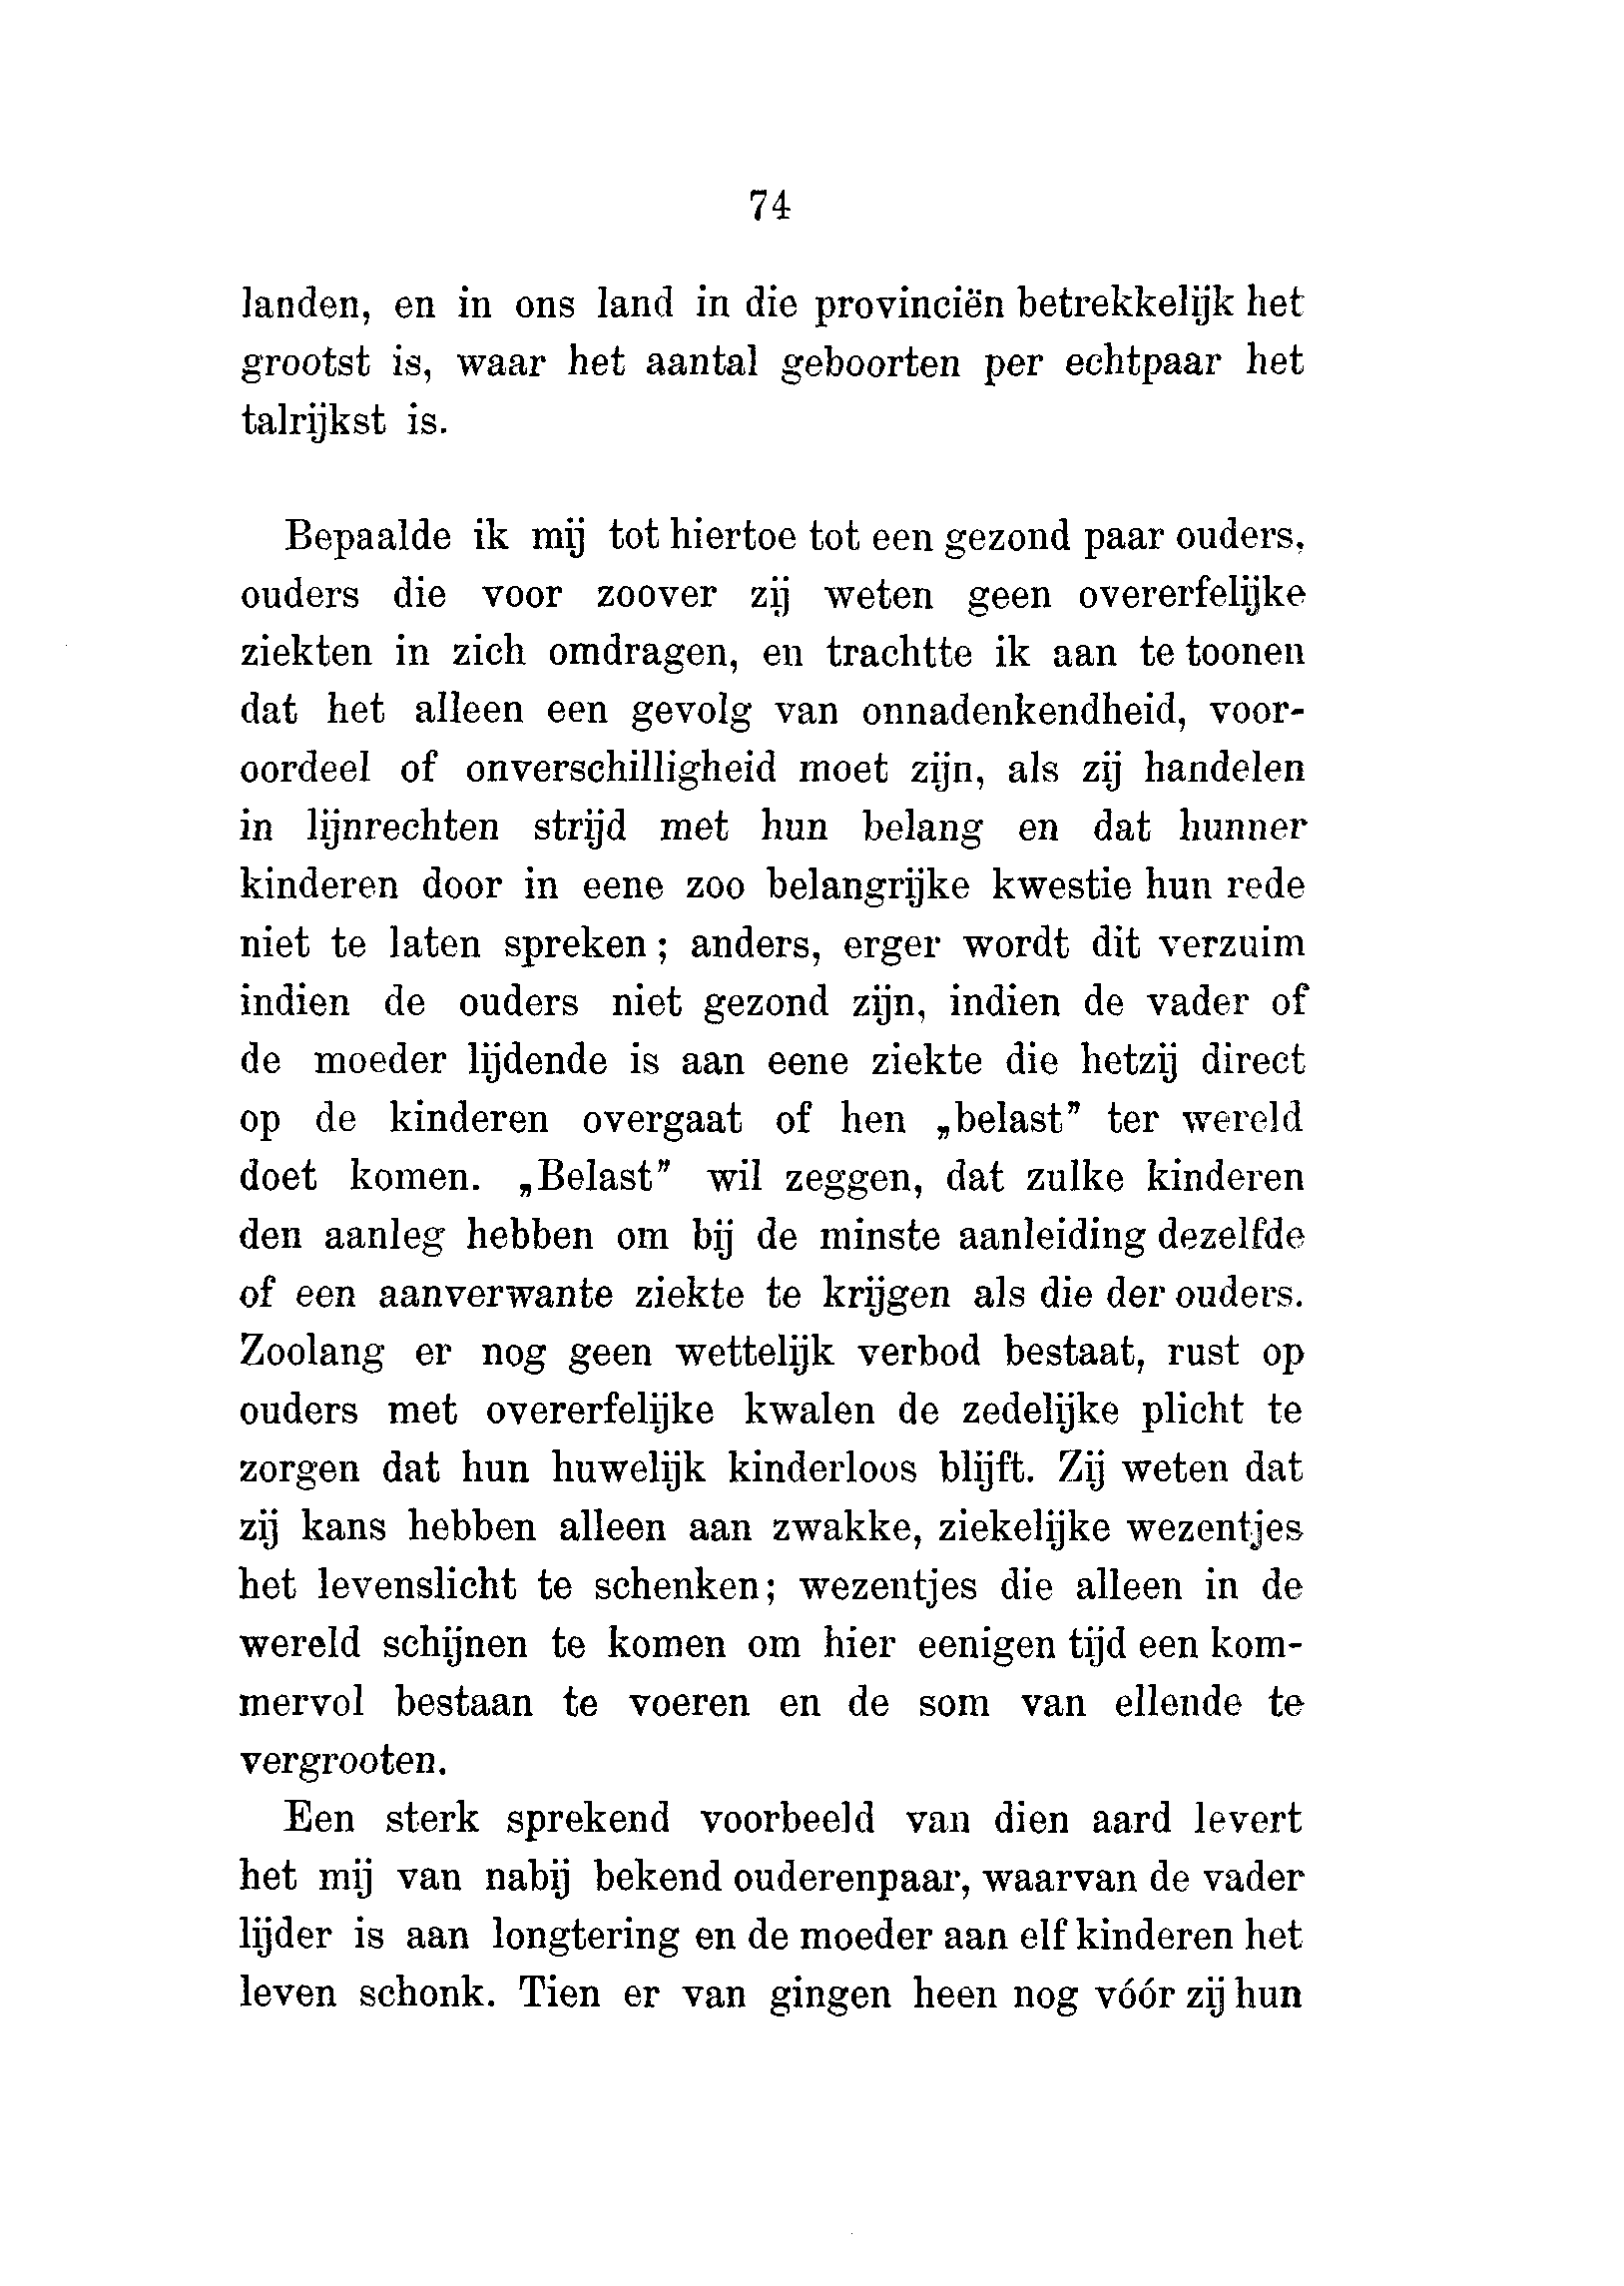 74
landen, en in ons land in die provinciën betrekkelijk het
grootst is, waar het aantal geboorten per echtpaar het
talrijkst is.
Bepaalde ik mij tot hiertoe tot een gezond paar ouders,
ouders die voor zoover zij weten geen overerfelijke
ziekten in zich omdragen, en trachtte ik aan te toonen
dat het alleen een gevolg van onnadenkendheid, voor-
oordeel of onverschilligheid moet zijn, als zij handelen
in lijnrechten strijd met hun belang en dat hunner
kinderen door in eene zoo belangrijke kwestie hun rede
niet te laten spreken; anders, erger wordt dit verzuim
indien de ouders niet gezond zijn, indien de vader of
de moeder lijdende is aan eene ziekte die hetzij direct
op de kinderen overgaat of hen „belast” ter wereld
doet komen. „Belast” wil zeggen, dat zulke kinderen
den aanleg hebben om bij de minste aanleiding dezelfde
of een aanverwante ziekte te krijgen als die der ouders.
Zoolang er nog geen wettelijk verbod bestaat, rust op
ouders met overerfelijke kwalen de zedelijke plicht te
zorgen dat hun huwelijk kinderloos blijft. Zij weten dat
zij kans hebben alleen aan zwakke, ziekelijke wezentjes
het levenslicht te schenken; wezentjes die alleen in de
wereld schijnen te komen om hier eenigen tijd een kom-
mervol bestaan te voeren en de som van ellende te
vergrooten.
Een sterk sprekend voorbeeld van dien aard levert
het mij van nabij bekend ouderenpaar, waarvan de vader
lijder is aan longtering en de moeder aan elf kinderen het
leven schonk. Tien er van gingen heen nog vóór zij hun